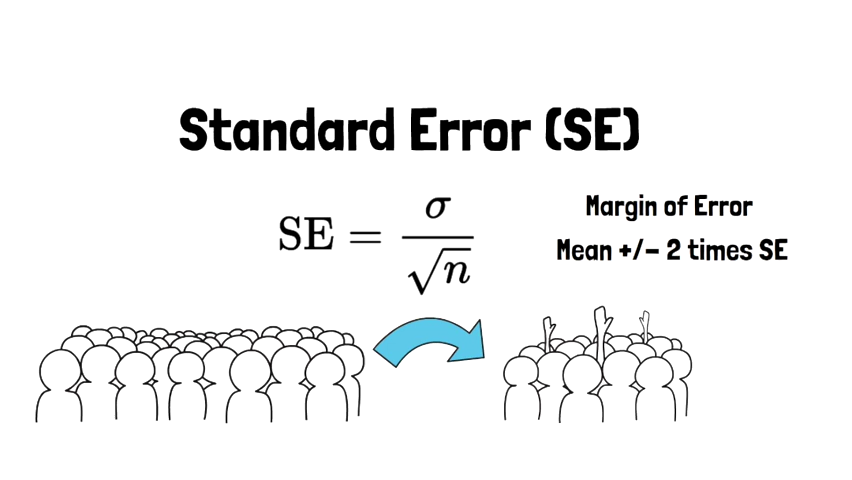 Standard Error (SE)
SE = σ/√n
Margin of Error
Mean +/- 2 times SE